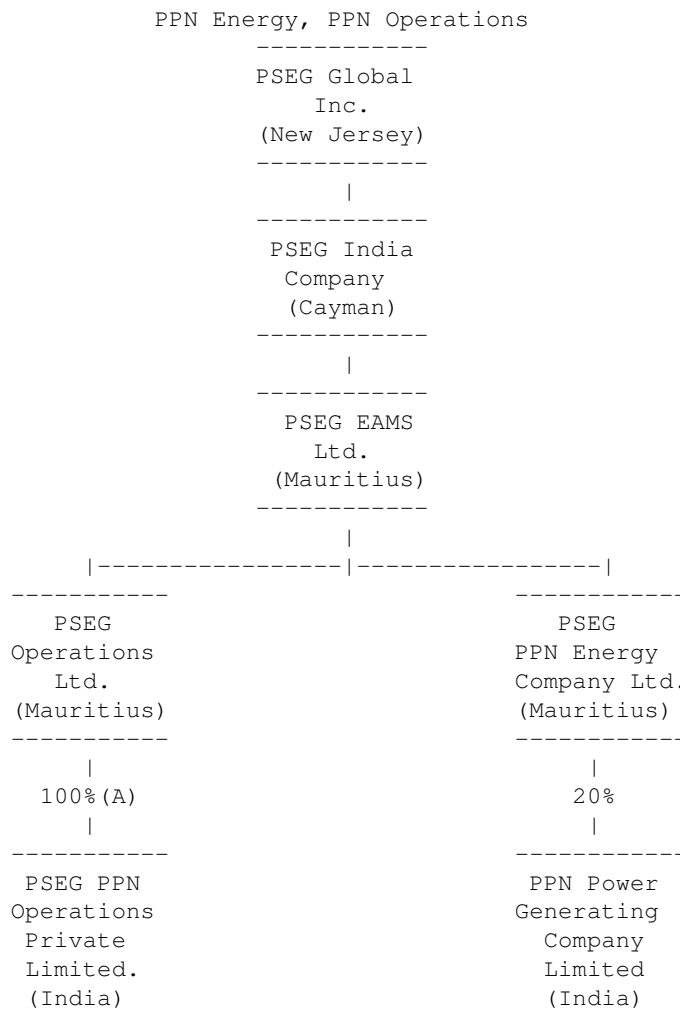 PPN Energy, PPN Operations
------------
PSEG Global
Inc.
(New Jersey)
------------
|
------------
PSEG India
Company
(Cayman)
------------
|
------------
PSEG EAMS
Ltd.
(Mauritius)
------------
|
|-----------------|-----------------|
----------- ------------
PSEG PSEG
Operations PPN Energy
Ltd. Company Ltd.
(Mauritius) (Mauritius)
----------- ------------
| |
100%(A) 20%
| |
----------- ------------
PSEG PPN PPN Power
Operations Generating
Private Company
Limited. Limited
(India) (India)